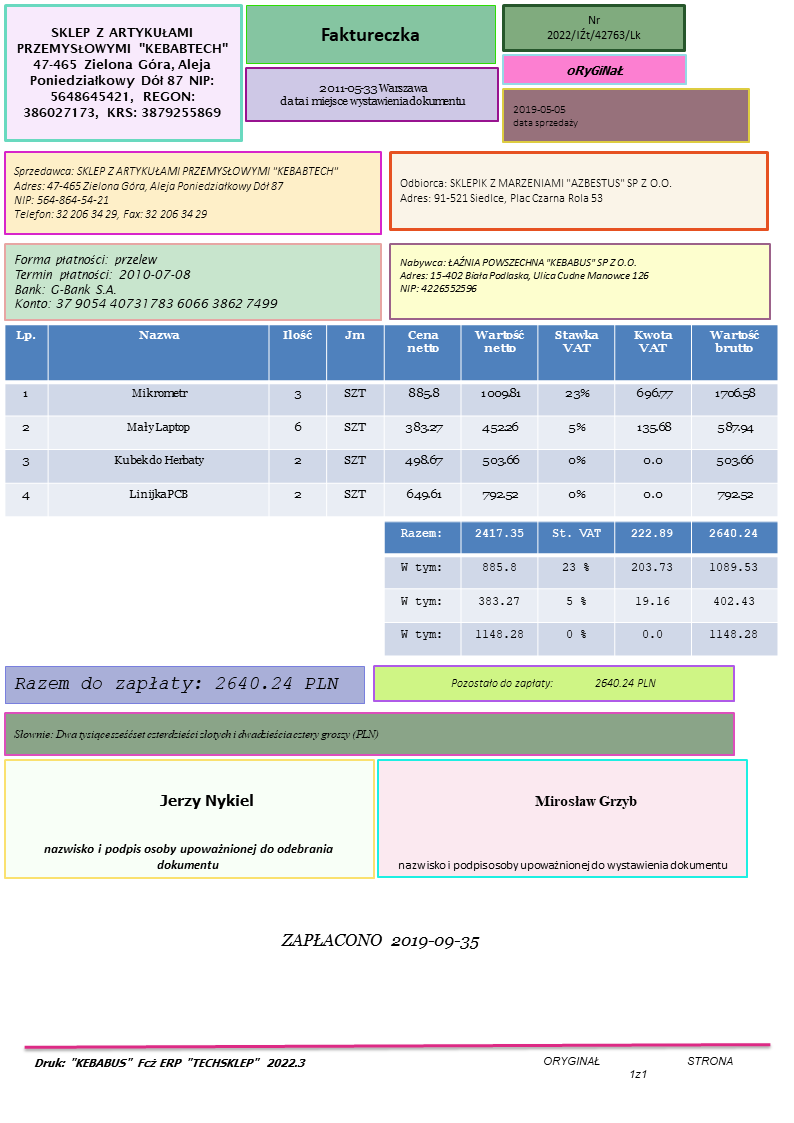 SKLEP Z ARTYKUŁAMI
PRZEMYSŁOWYMI "KEBABTECH"
47-465 Zielona Góra, Aleja
Poniedziałkowy Dół 87 NIP:
5648645421, REGON:
386027173, KRS: 3879255869
Faktureczka
2011-05-33 Warszawa
data i miejsce wystawienia dokumentu
Nr
2022/IŹt/42763/Lk
oRyGiNaŁ
2019-05-05
data sprzedaży
Sprzedawca: SKLEP Z ARTYKUŁAMI PRZEMYSŁOWYMI "KEBABTECH"
Adres: 47-465 Zielona Góra, Aleja Poniedziałkowy Dół 87
NIP: 564-864-54-21
Telefon: 32 206 34 29, Fax: 32 206 34 29
Odbiorca: SKLEPIK Z MARZENIAMI "AZBESTUS" SP Z O.O.
Adres: 91-521 Siedlce, Plac Czarna Rola 53
Forma płatności: przelew
Termin płatności: 2010-07-08
Bank: G-Bank S.A.
Konto: 37 9054 40731783 6066 3862 7499
Nabywca: ŁAŹNIA POWSZECHNA "KEBABUS" SP Z O.O.
Adres: 15-402 Biała Podlaska, Ulica Cudne Manowce 126
NIP: 4226552596
Lp. Nazwa Ilość Jm Cena netto Wartość netto Stawka VAT Kwota VAT Wartość brutto
1 Mikrometr 3 SZT 885.8 1009.81 23% 696.77 1706.58
2 Mały Laptop 6 SZT 383.27 452.26 5% 135.68 587.94
3 Kubek do Herbaty 2 SZT 498.67 503.66 0% 0.0 503.66
4 Linijka PCB 2 SZT 649.61 792.52 0% 0.0 792.52
Razem: 2417.35 St. VAT 222.89 2640.24
W tym: 885.8 23 % 203.73 1089.53
W tym: 383.27 5 % 19.16 402.43
W tym: 1148.28 0 % 0.0 1148.28
Razem do zapłaty: 2640.24 PLN
Pozostało do zapłaty: 2640.24 PLN
Słownie: Dwa tysiące sześćset czterdzieści złotych i dwadzieścia cztery groszy (PLN)
Jerzy Nykiel
nazwisko i podpis osoby upoważnionej do odebrania
dokumentu
Mirosław Grzyb
nazwisko i podpis osoby upoważnionej do wystawienia dokumentu
ZAPŁACONO 2019-09-35
Druk: "KEBABUS" Fcż ERP "TECHSKLEP" 2022.3
ORYGINAŁ STRONA
1z1